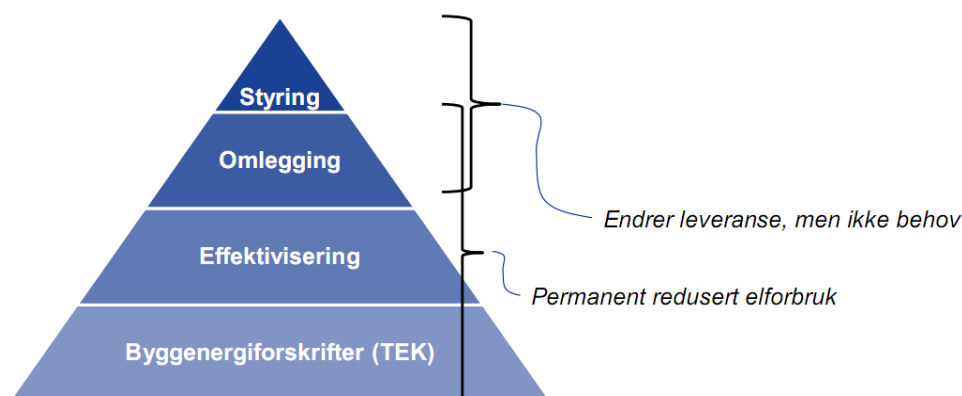 Styring
Omlegging
Endrer leveranse, men ikke behov
Effektivisering
Permanent redusert elforbruk
Byggenergiforskrifter (TEK)